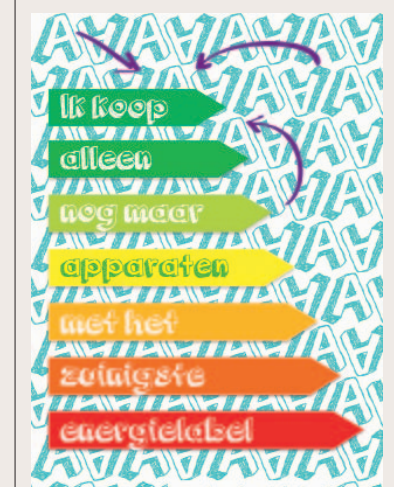 Ik koop
alleen
nog maar
apparaten
met het
zuinigste
energielabel